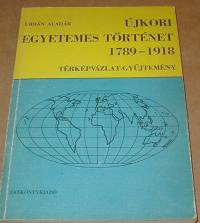 URBÁN ALADÁR
ÚJKORI
EGYETEMES TÖRTÉNET
1789-1918
TÉRKÉPVÁZLAT-GYŰJTEMÉNY
TANKÖNYVKIADÓ